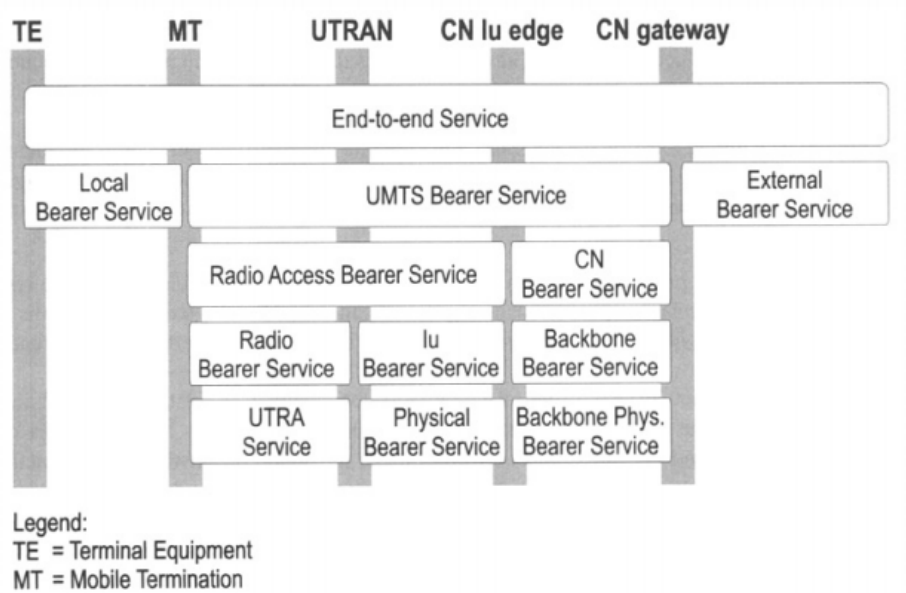 TE MT UTRAN CN Iu edge CN gateway
End-to-end Service
Local
Bearer Service
UMTS Bearer Service
External
Bearer Service
Radio Access Bearer Service
CN
Bearer Service
Radio
Bearer Service
Iu
Bearer Service
Backbone
Bearer Service
UTRA
Service
Physical
Bearer Service
Backbone Phys.
Bearer Service
Legend:
TE = Terminal Equipment
MT = Mobile Termination